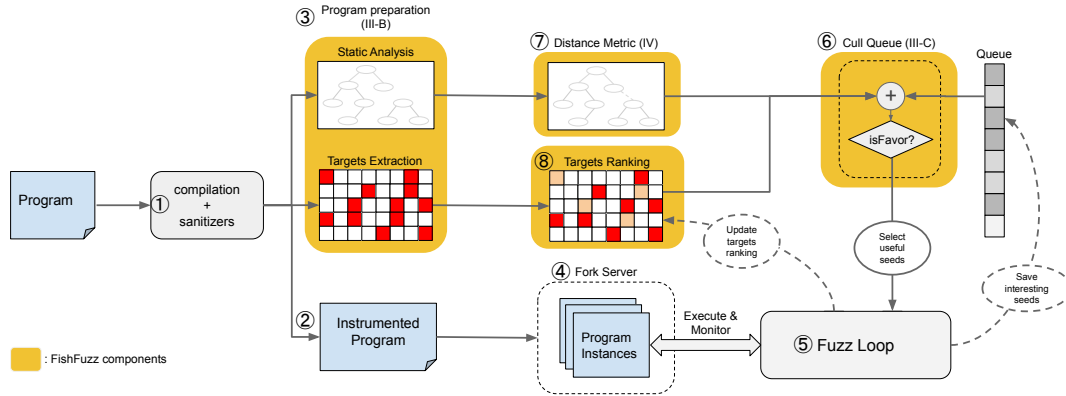 ③ Program preparation
(III-B)
Static Analysis
Targets Extraction
⑦ Distance Metric (IV)
⑧ Targets Ranking
⑥ Cull Queue (III-C)
+
isFavor?
Queue
Program
①
compilation
+
sanitizers
Update
targets
ranking
Select
useful
seeds
Save
interesting
seeds
②
Instrumented
Program
④ Fork Server
Program
Instances
Execute &
Monitor
⑤ Fuzz Loop
: FishFuzz components